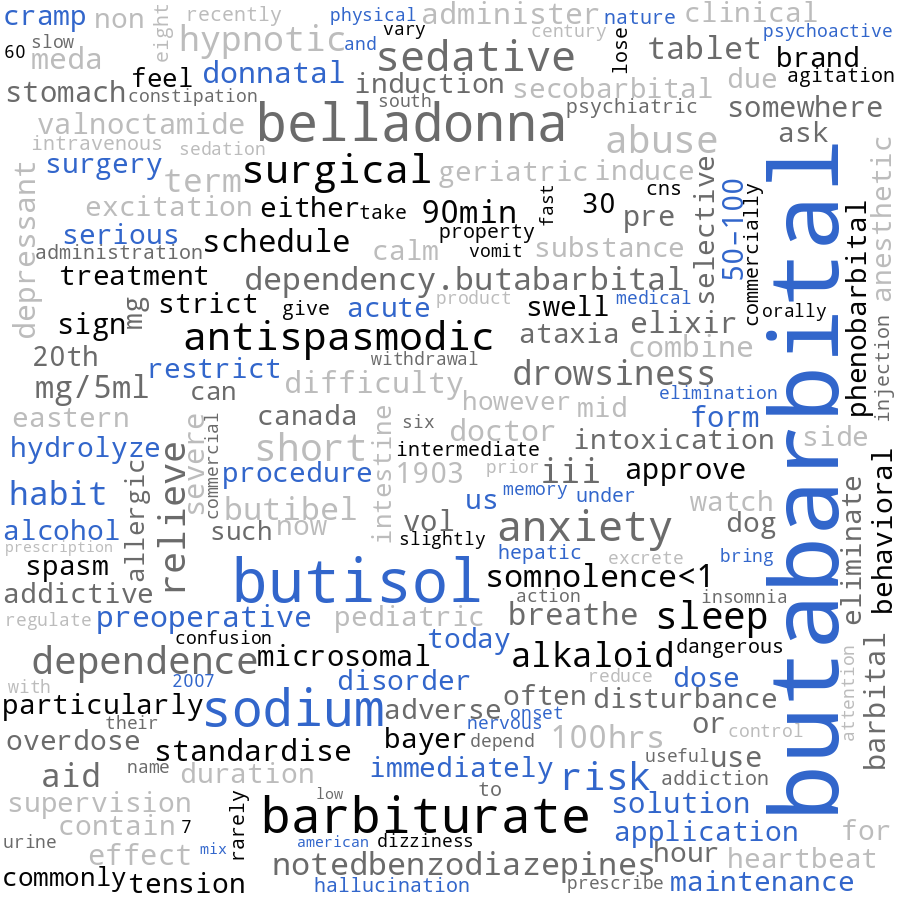 cramp
non
recently
physical
administer
nature
clinical
60
slow
meda
eight
hypnotic
and
vary
century
lose
psychoactive
sedative
tablet
brand
feel
donnatal
induction
secobarbital
due
agitation
stomach
constipation
south
psychiatric
somewhere
valnoctamide
belladonna
abuse
ask
intravenous
sedation
surgery
surgical
geriatric
induce
term
depressant
excitation
either
take
90min
fast
30
cns
pre
selective
50-100
commercially
butabarbital
phenobarbital
anesthetic
serious
administration
schedule
calm
property
vomit
substance
treatment
dependency.butabarbital
sign
mg
strict
give
acute
product
swell
medical
orally
antispasmodic
ataxia
elixir
injection
20th
restrict
withdrawal
combine
mg/5ml
can
difficulty
drowsiness
elimination
eastern
severe
commercial
canada
intestine
six
however
mid
form
doctor
hydrolyze
relieve
short
intermediate
intoxication
side
allergic
procedure
1903
prior
iii
approve
behavioral
habit
butibel
us
memory
under
watch
eliminate
alcohol
such
now
vol
slightly
anxiety
dog
prescription
spasm
hepatic
excrete
bring
addictive
butisol
somnolence<1
action
insomnia
regulate
preoperative
pediatric
breathe
sleep
confusion
today
dependence
microsomal
alkaloid
dangerous
barbital
attention
with
2007
disorder
reduce
dose
particularly
their
sodium
adverse
often
nervous
onset
disturbance
or
control
overdose
standardise
bayer
depend
100hrs
useful
use
aid
name
duration
immediately
risk
addiction
supervision
rarely
low
to
solution
contain
7
barbiturate
application
for
urine
effect
mix
american
dizziness
hour
heartbeat
notedbenzodiazepines
commonly
tension
hallucination
prescribe
maintenance